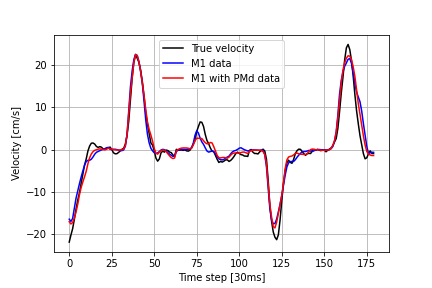 True velocity
M1 data
M1 with PMd data
Velocity [cm/s]
20
10
0
−10
−20
0 25 50 75 100 125 150 175
Time step [30ms]